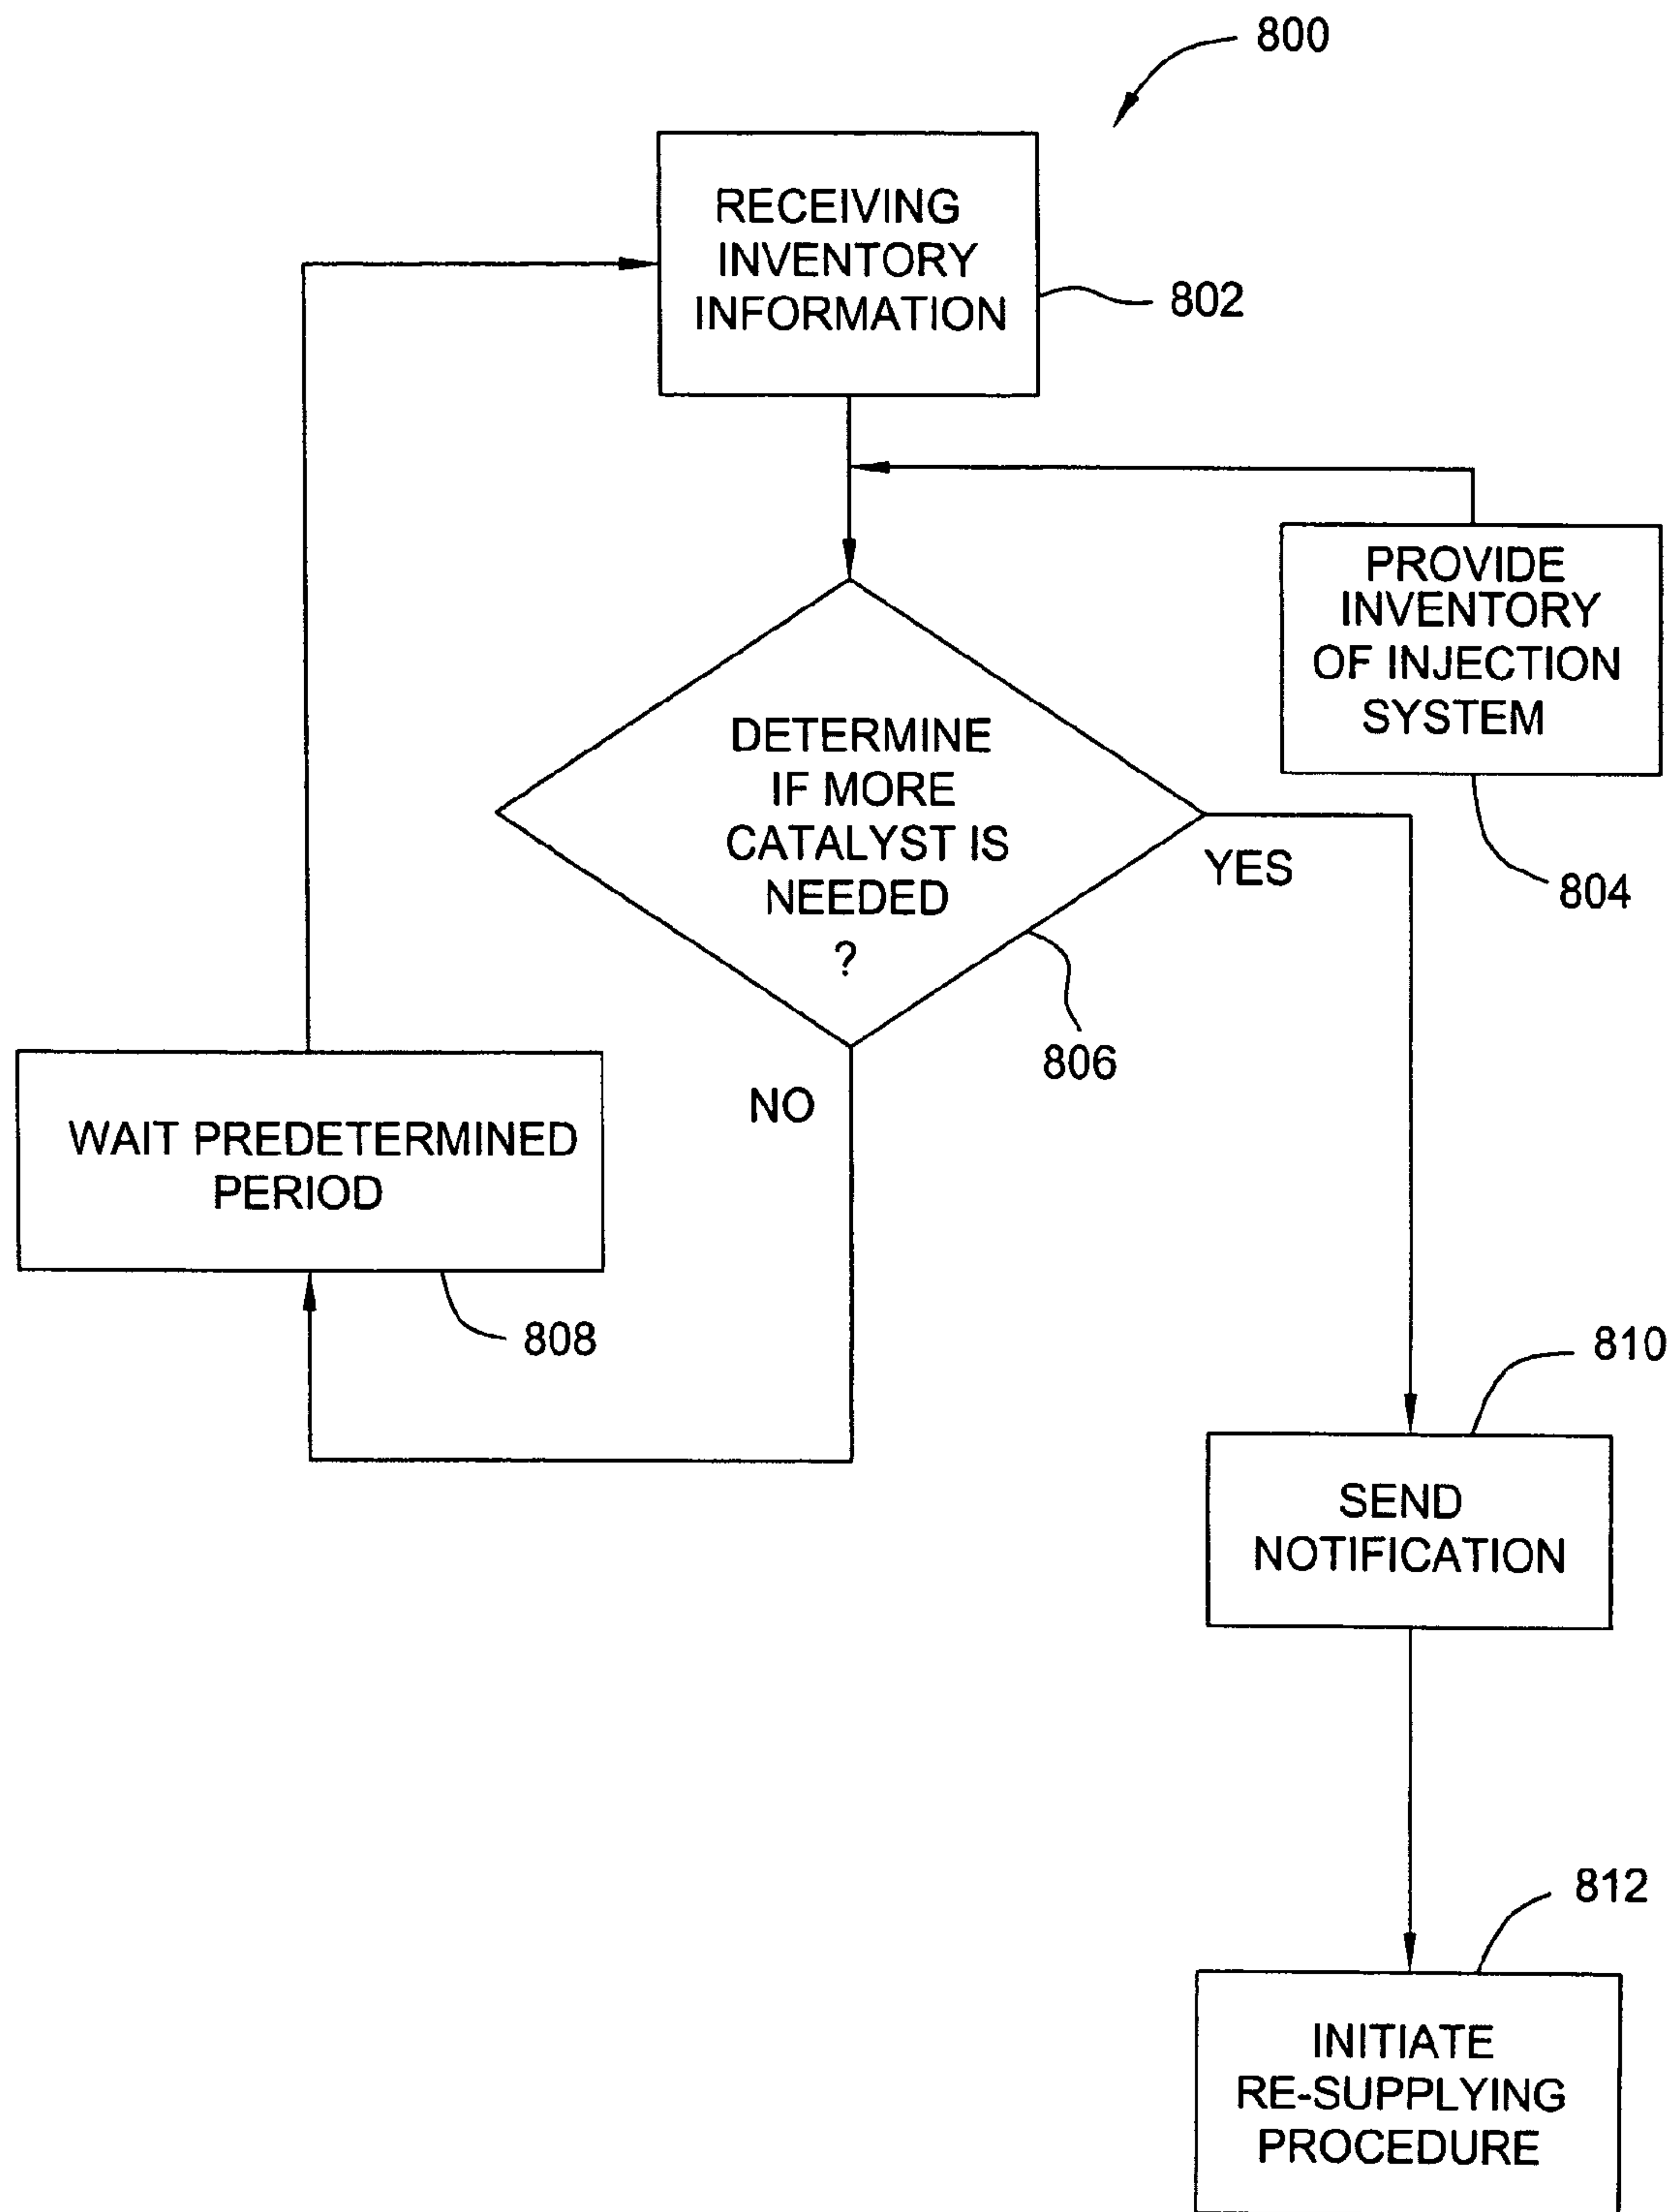 800
RECEIVING
INVENTORY
INFORMATION
802
PROVIDE
INVENTORY
OF INJECTION
SYSTEM
804
DETERMINE
IF MORE
CATALYST IS
NEEDED
?
806
YES
NO
WAIT PREDETERMINED
PERIOD
808
810
SEND
NOTIFICATION
812
INITIATE
RE-SUPPLYING
PROCEDURE